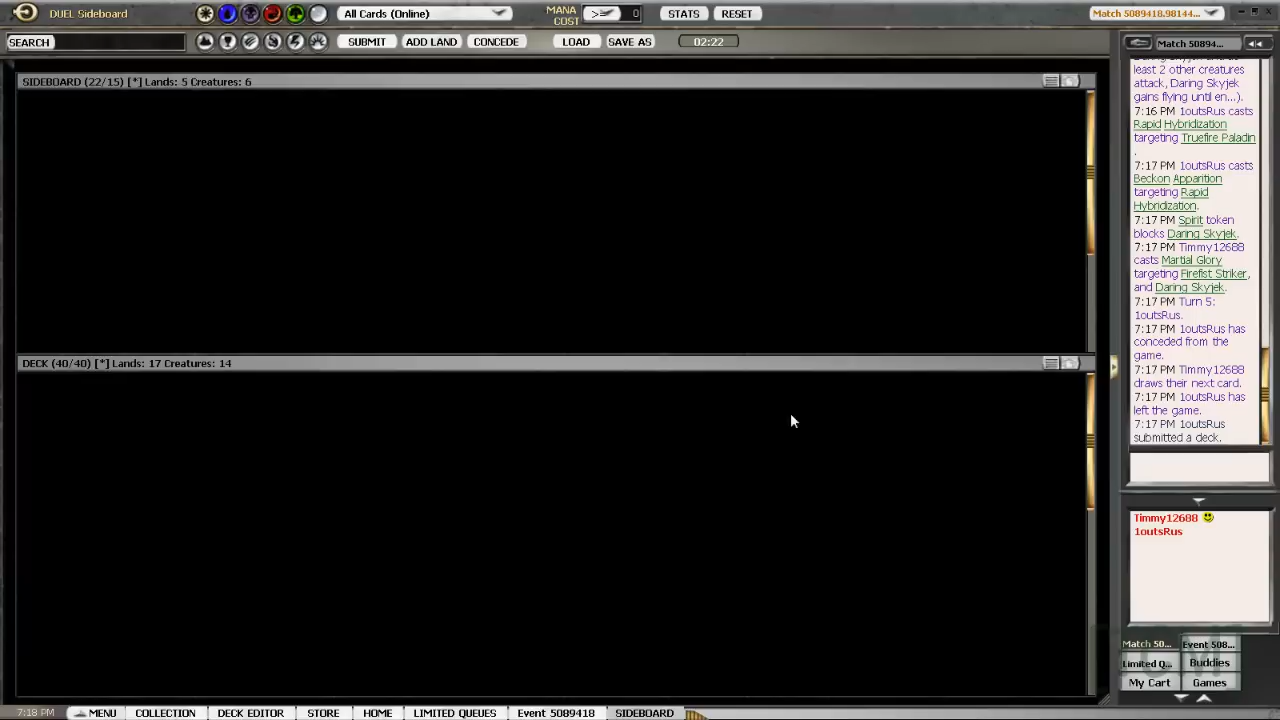 DUEL Sideboard
All Cards (Online)
MANA
COST
>=
0
STATS
RESET
Match 5089418.98144...
SEARCH
SUBMIT
ADD LAND
CONCEDE
LOAD
SAVE AS
02:22
Match 50894...
SIDEBOARD (22/15) [*] Lands: 5 Creatures: 6
DECK (40/40) [*] Lands: 17 Creatures: 14
least 2 other creatures
attack, Daring Skyjek
gains flying until en...).
7:16 PM 1outsRus casts
Rapid Hybridization
targeting Truefire Paladin
.
7:17 PM 1outsRus casts
Beckon Apparition
targeting Rapid
Hybridization.
7:17 PM Spirit token
blocks Daring Skyjek.
7:17 PM Timmy12688
casts Martial Glory
targeting Firefist Striker,
and Daring Skyjek.
7:17 PM Turn 5:
1outsRus.
7:17 PM 1outsRus has
conceded from the
game.
7:17 PM Timmy12688
draws their next card.
7:17 PM 1outsRus has
left the game.
7:17 PM 1outsRus
submitted a deck.
Timmy12688
1outsRus
Match 50...
Event 508...
Limited Q...
Buddies
My Cart
Games
7:18 PM
MENU
COLLECTION
DECK EDITOR
STORE
HOME
LIMITED QUEUES
Event 5089418
SIDEBOARD